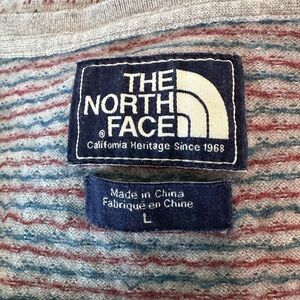 THE
NORTH
® FACE
California Heritage Since 1968
Made in China
Fabriqué en Chine
L